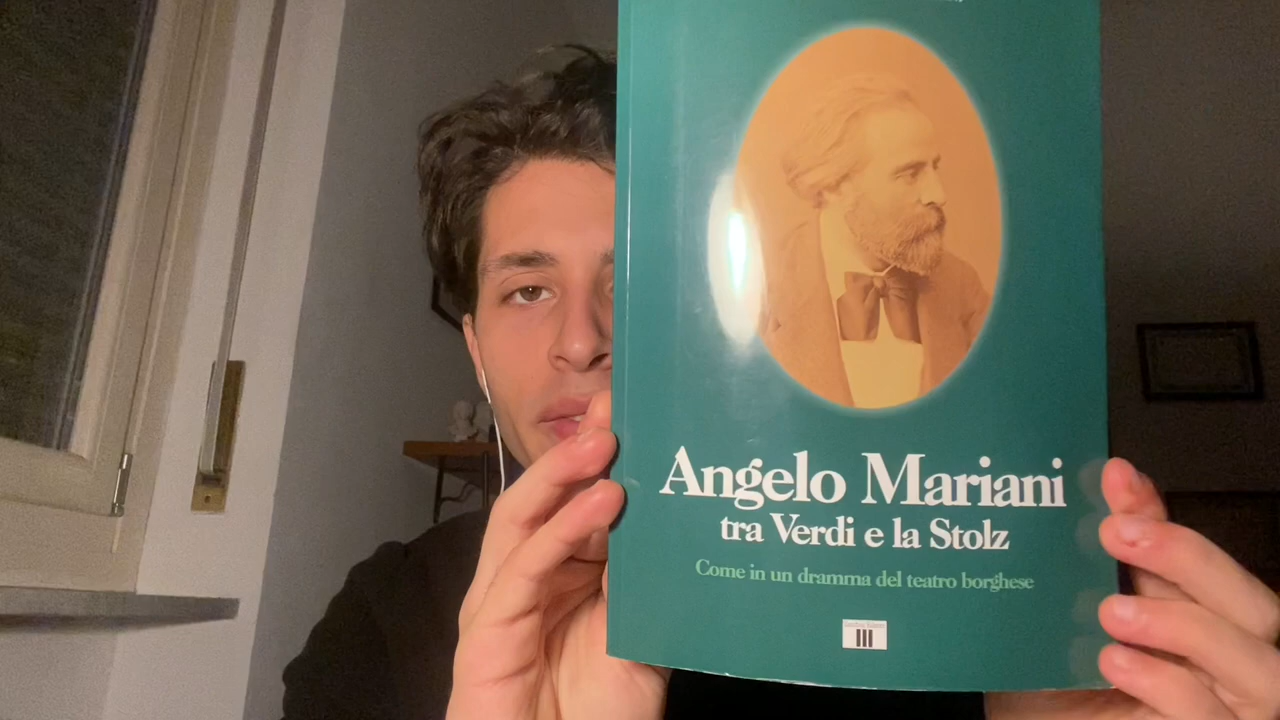 Angelo Mariani
tra Verdi e la Stolz
Come in un dramma del teatro borghese